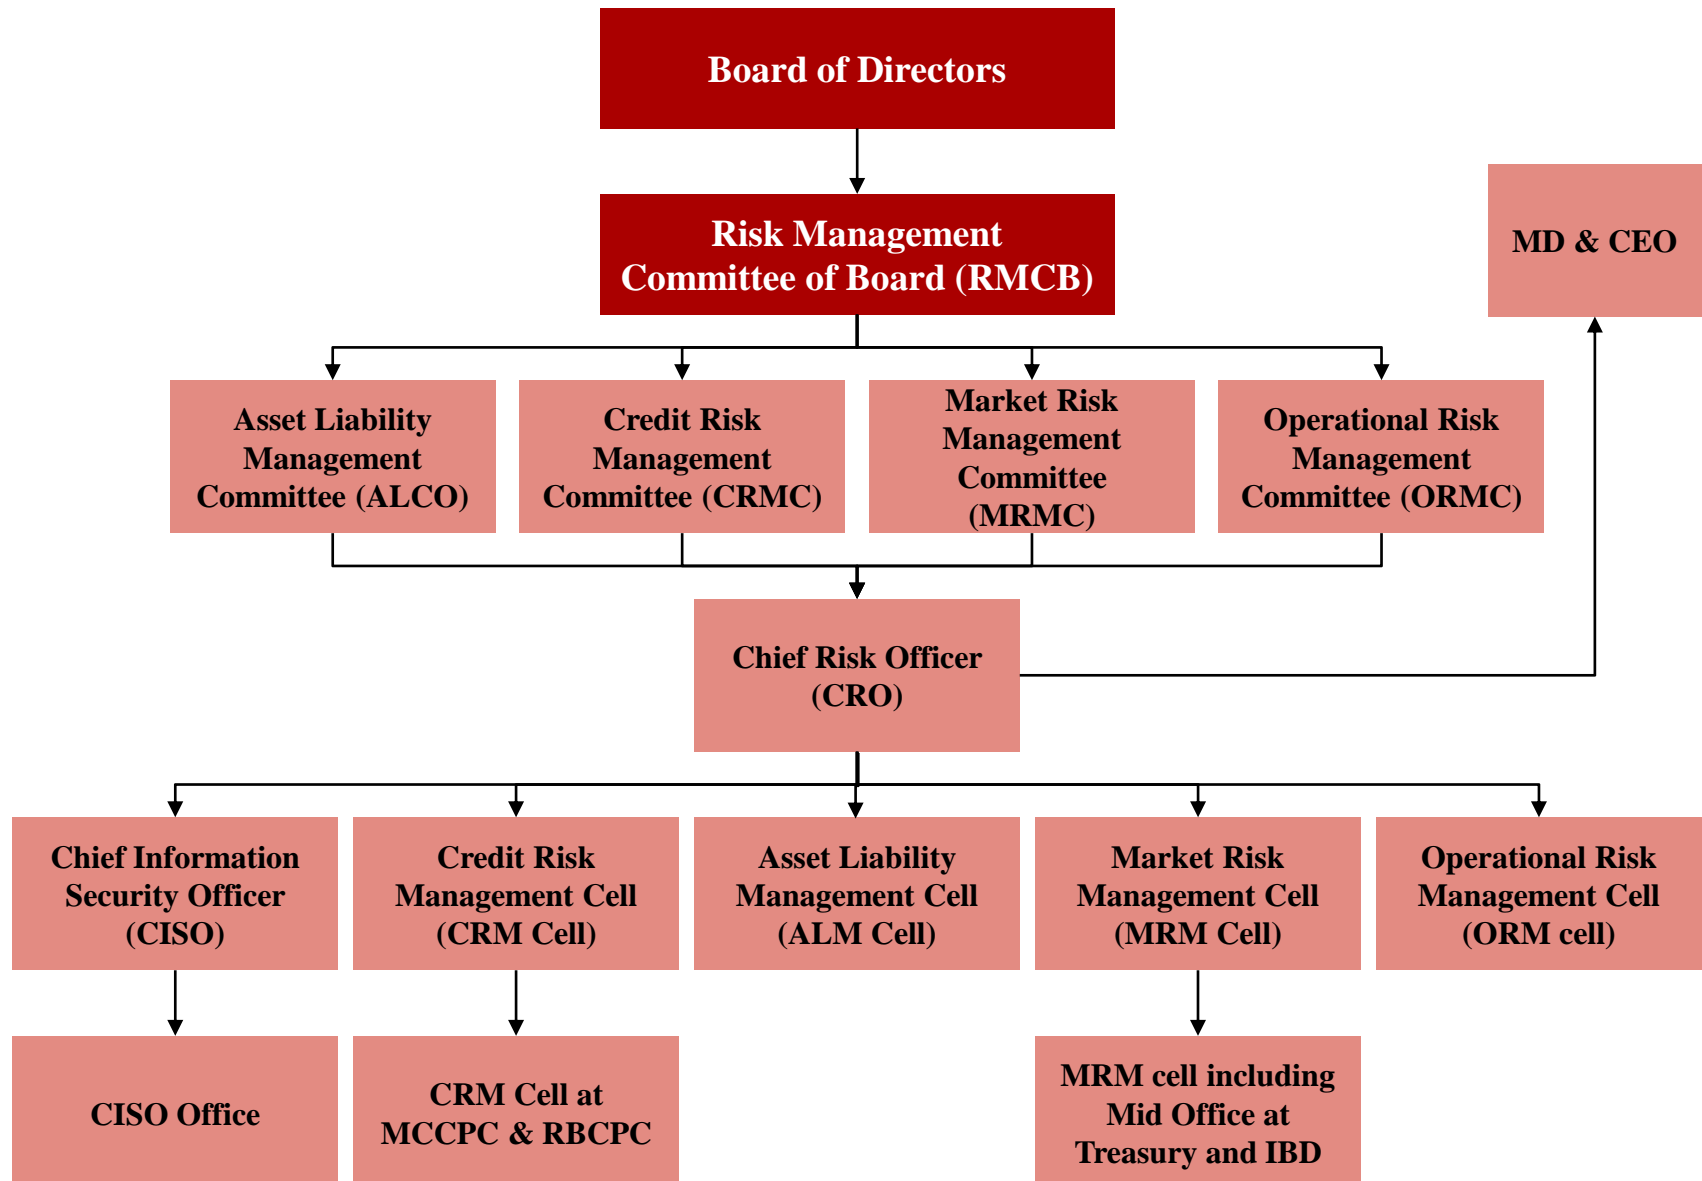 Board of Directors
Risk Management
Committee of Board (RMCB)
MD & CEO
Asset Liability
Management
Committee (ALCO)
Credit Risk
Management
Committee (CRMC)
Market Risk
Management
Committee
(MRMC)
Operational Risk
Management
Committee (ORMC)
Chief Risk Officer
(CRO)
Chief Information
Security Officer
(CISO)
Credit Risk
Management Cell
(CRM Cell)
Asset Liability
Management Cell
(ALM Cell)
Market Risk
Management Cell
(MRM Cell)
Operational Risk
Management Cell
(ORM cell)
CISO Office
CRM Cell at
MCCPC & RBCPC
MRM cell including
Mid Office at
Treasury and IBD